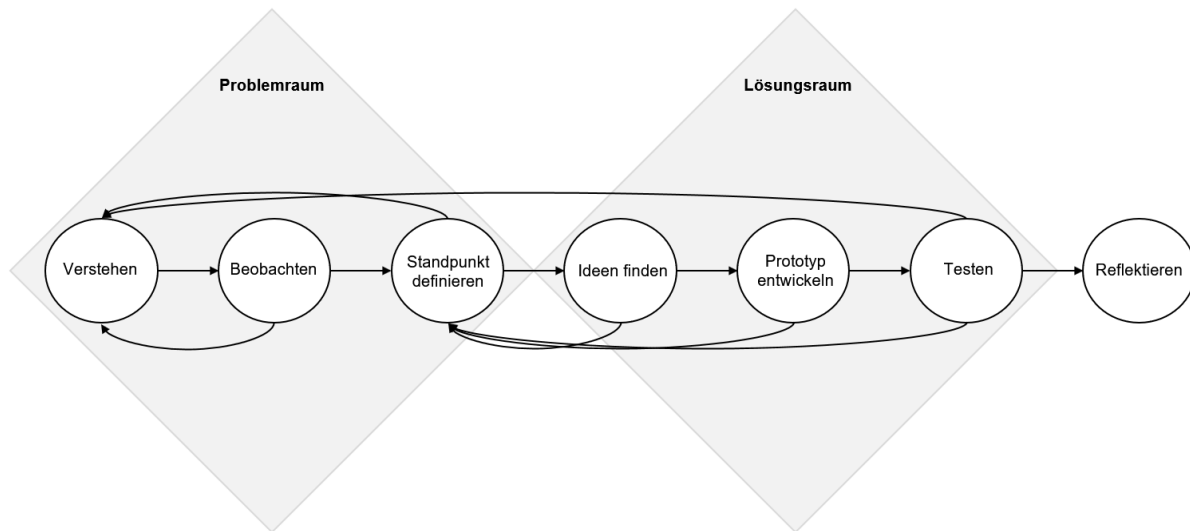 Problemraum
Lösungsraum
Verstehen
Beobachten
Standpunkt
definieren
Ideen finden
Prototyp
entwickeln
Testen
Reflektieren